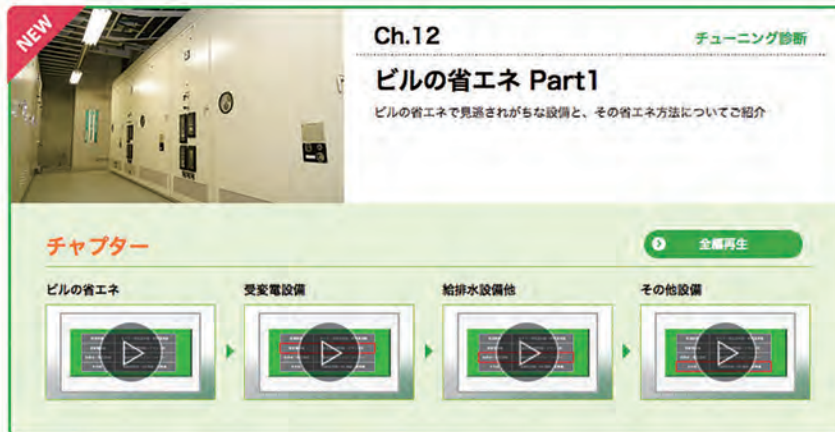 NEW
Ch.12
チューニング診断
ビルの省エネ Part1
ビルの省エネで見逃されがちな設備と、その省エネ方法についてご紹介
チャプター
全編再生
ビルの省エネ
受変電設備
給排水設備他
その他設備